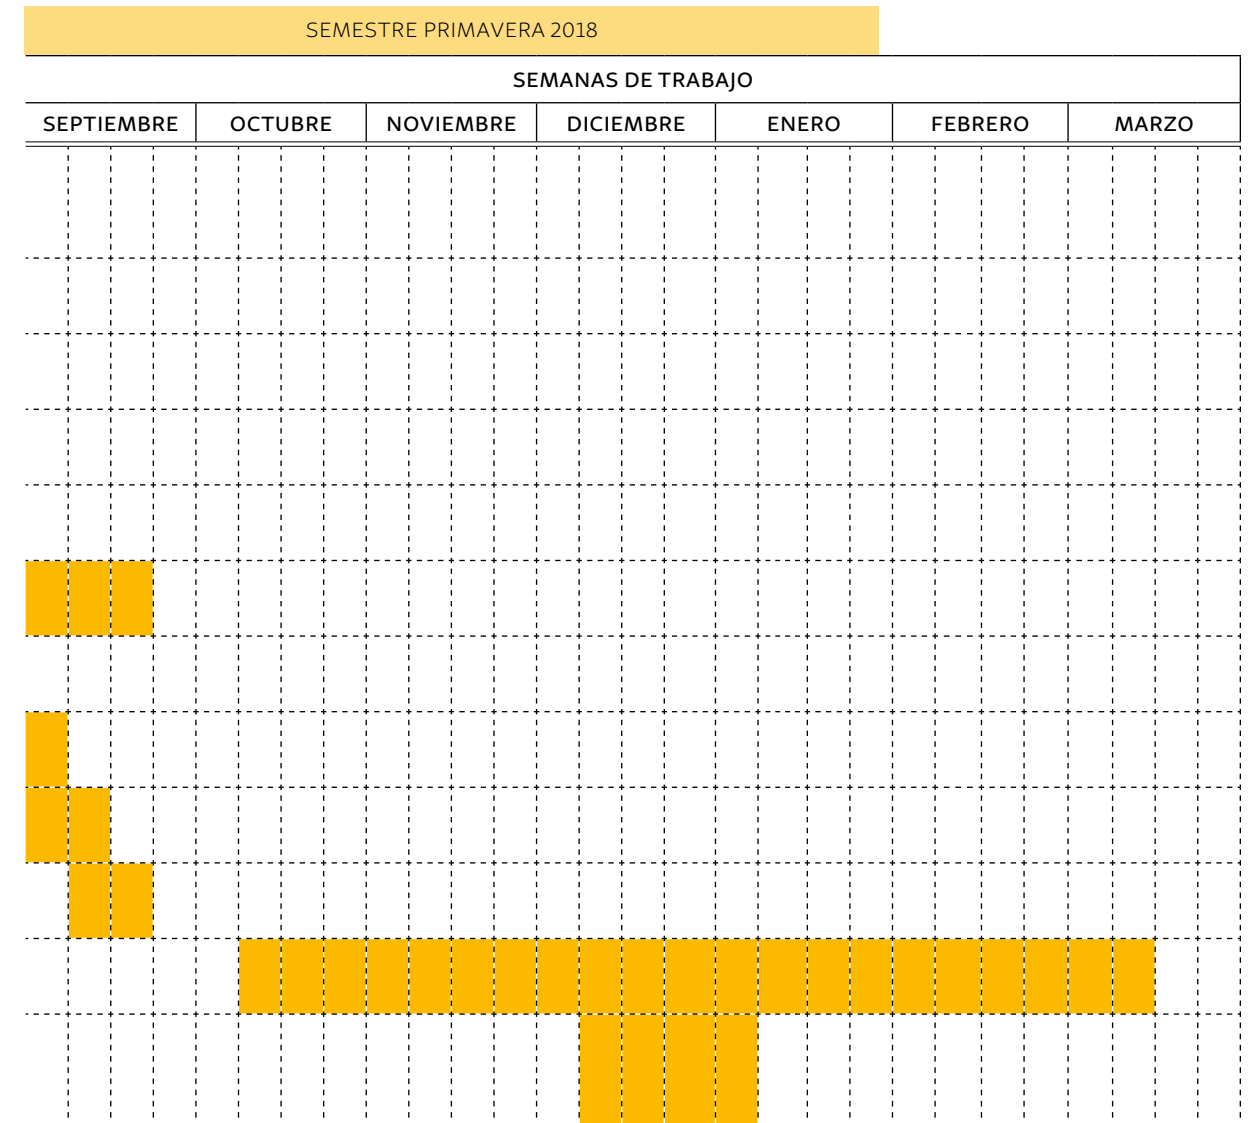 SEMESTRE PRIMAVERA 2018
SEMANAS DE TRABAJO
SEPTIEMBRE OCTUBRE NOVIEMBRE DICIEMBRE ENERO FEBRERO MARZO